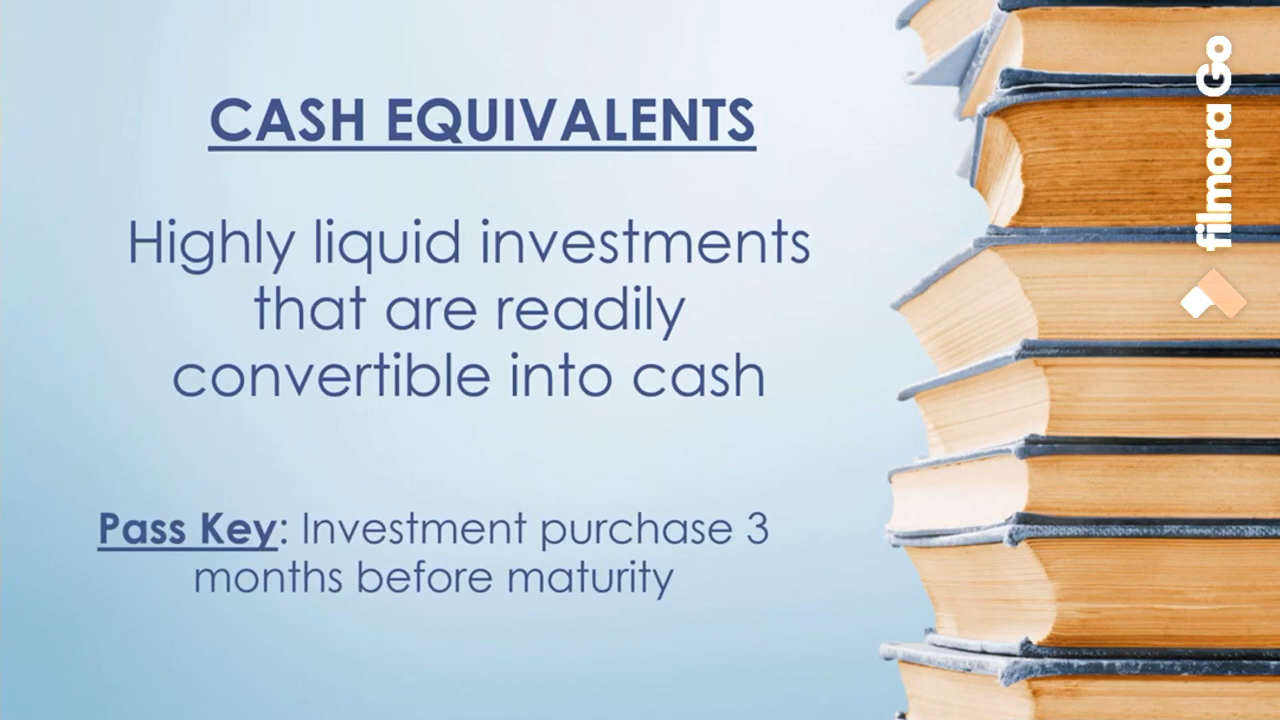 CASH EQUIVALENTS
Highly liquid investments
that are readily
convertible into cash
Pass Key: Investment purchase 3
months before maturity
filmora Go